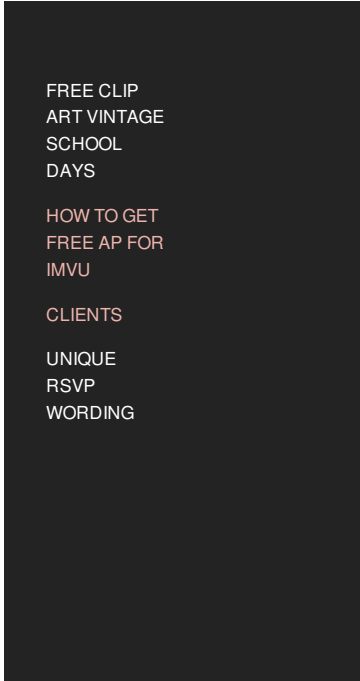 FREE CLIP
ART VINTAGE
SCHOOL
DAYS
HOW TO GET
FREE AP FOR
IMVU
CLIENTS
UNIQUE
RSVP
WORDING